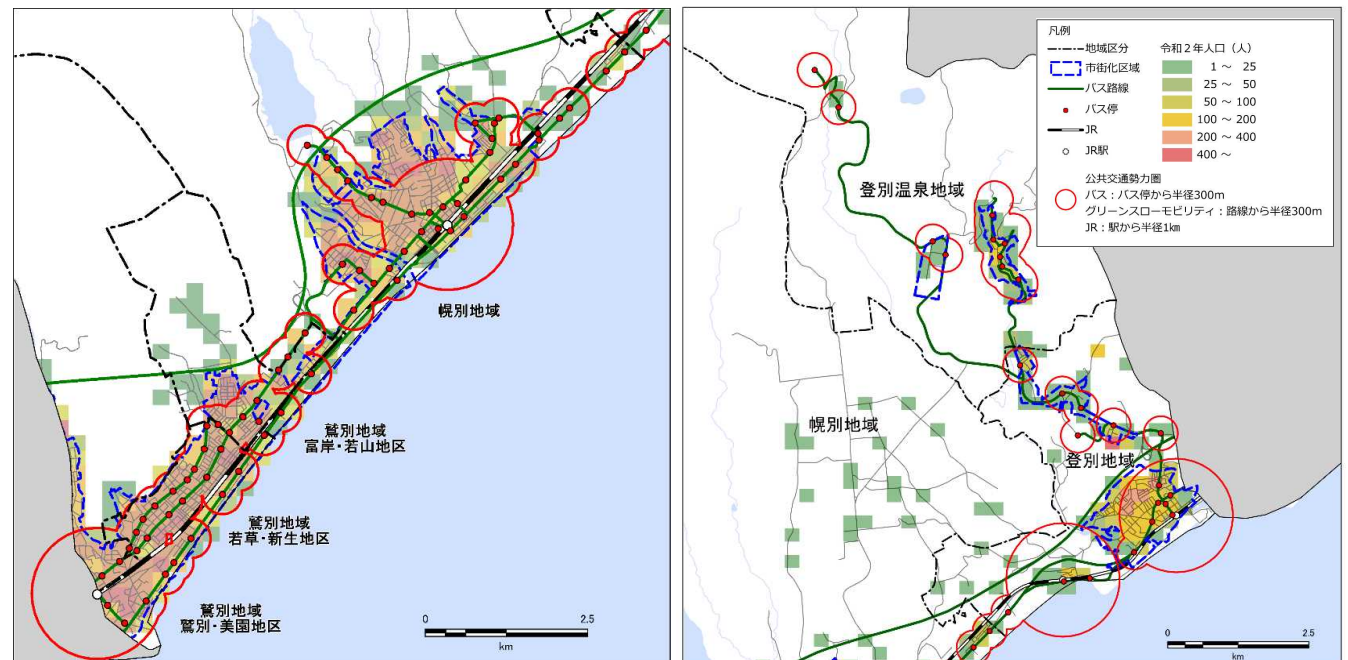 幌別地域
鷲別地域
富岸・若山地区
鷲別地域
若草・新生地区
鷲別地域
鷲別・美園地区
0
2.5
km
凡例
地域区分
市街化区域
バス路線
バス停
JR
JR駅
令和2年人口（人）
1 ～ 25
25 ～ 50
50 ～ 100
100 ～ 200
200 ～ 400
400 ～
公共交通勢力圏
バス：バス停から半径300m
グリーンスローモビリティ：路線から半径300m
JR：駅から半径1km
登別温泉地域
幌別地域
登別地域
0
2.5
km